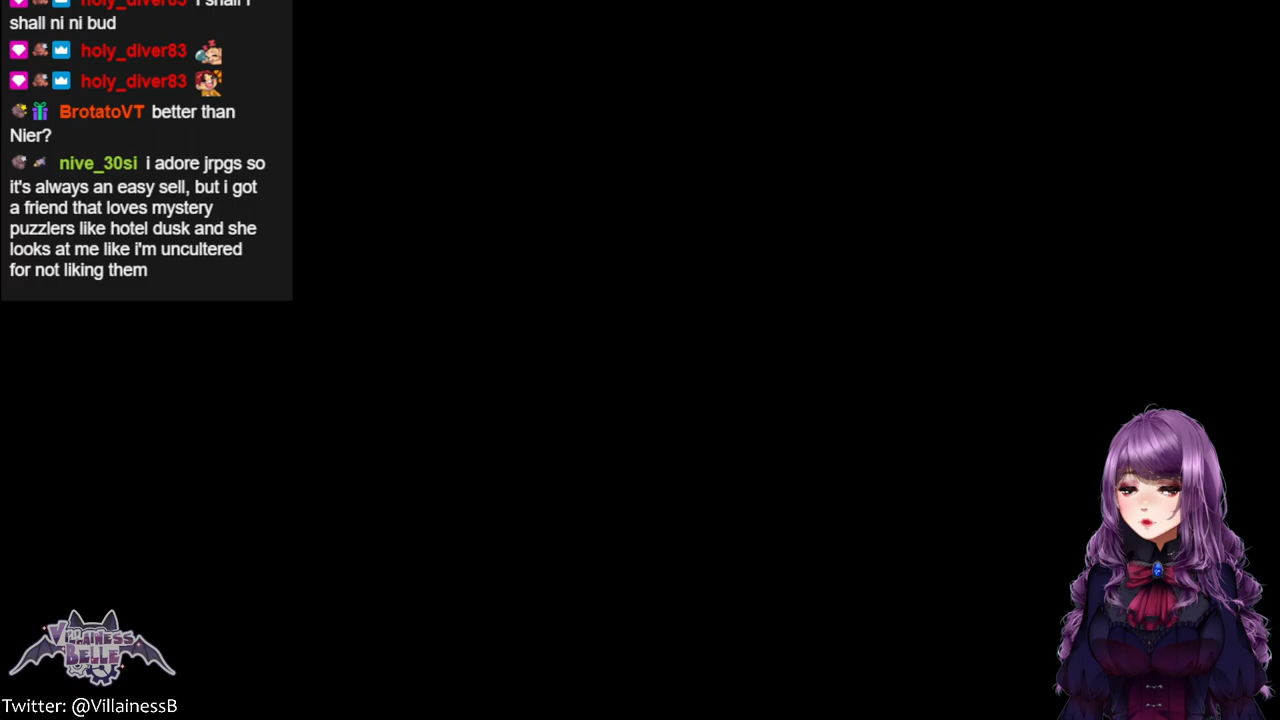 holy_diver83 I shall I
shall ni ni bud
holy_diver83
holy_diver83
BrotatoVT better than
Nier?
nive_30si i adore jrpgs so
it's always an easy sell, but i got
a friend that loves mystery
puzzlers like hotel dusk and she
looks at me like i'm uncultered
for not liking them
VILLAINESS
BELLE
Twitter: @VillainessB